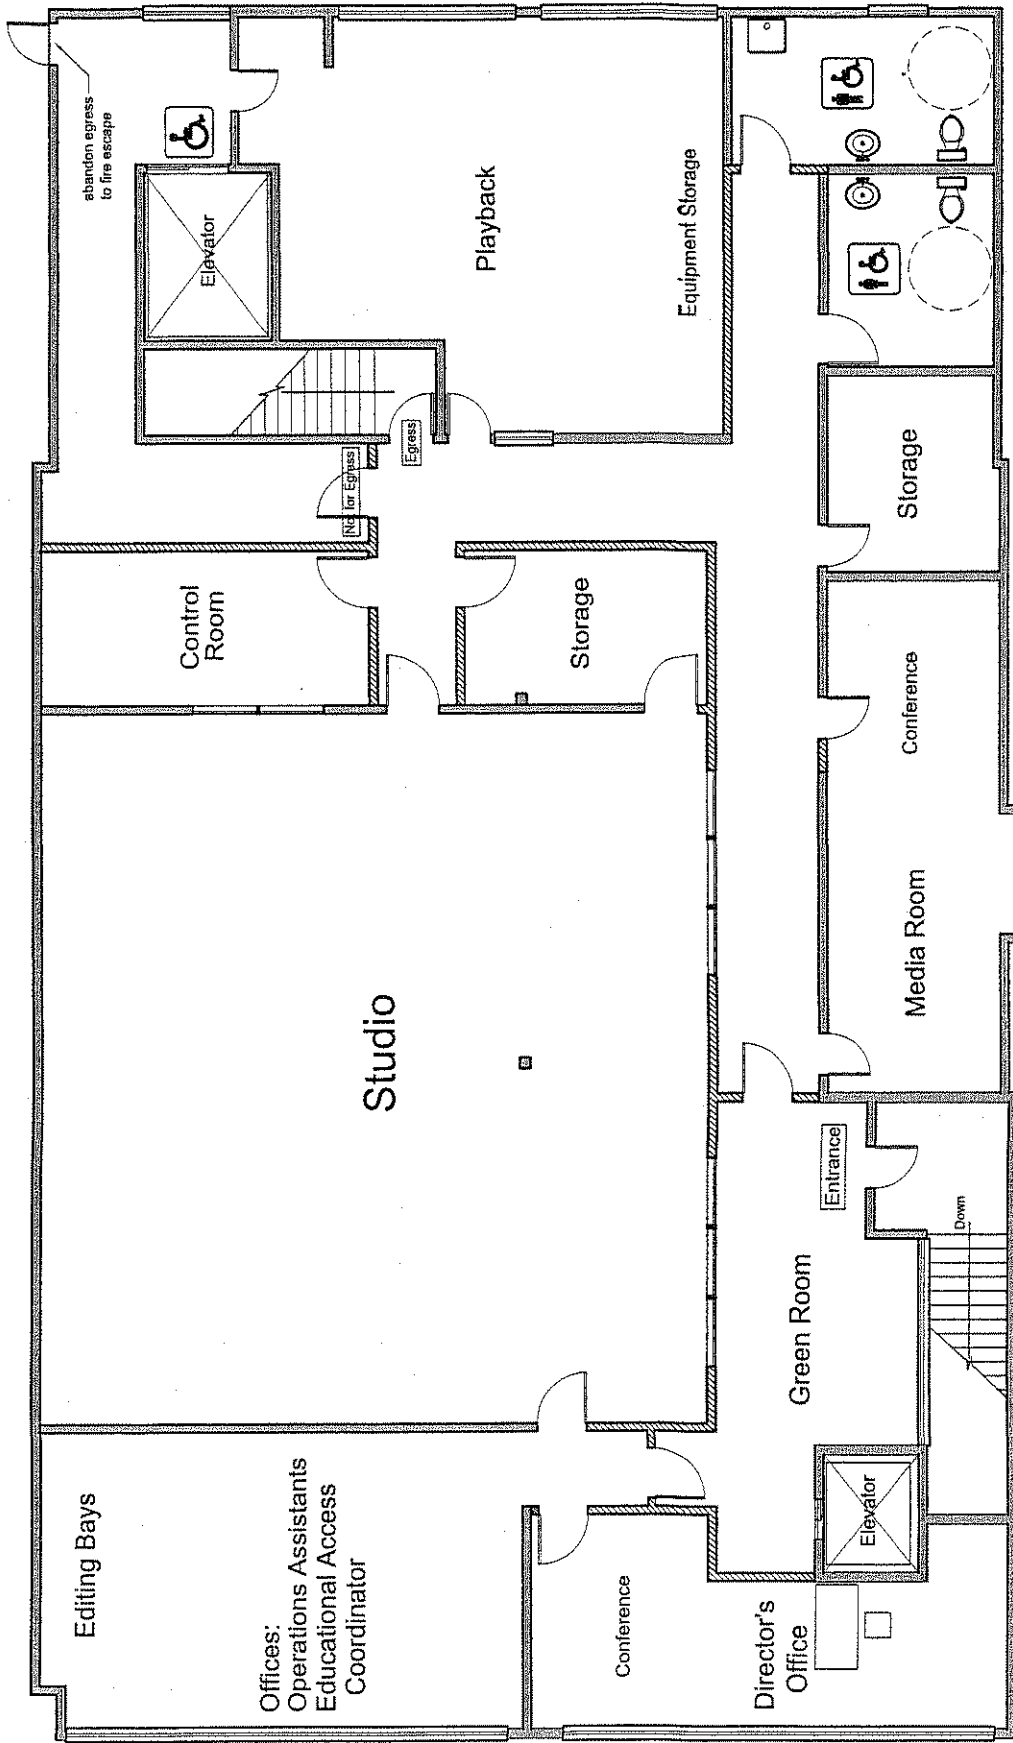 abandon egress
to fire escape
Elevator
Playback
Equipment Storage
Egress
Not for Egress
Control
Room
Storage
Storage
Studio
Conference
Media Room
Entrance
Down
Green Room
Elevator
Editing Bays
Offices:
Operations Assistants
Educational Access
Coordinator
Conference
Director's
Office